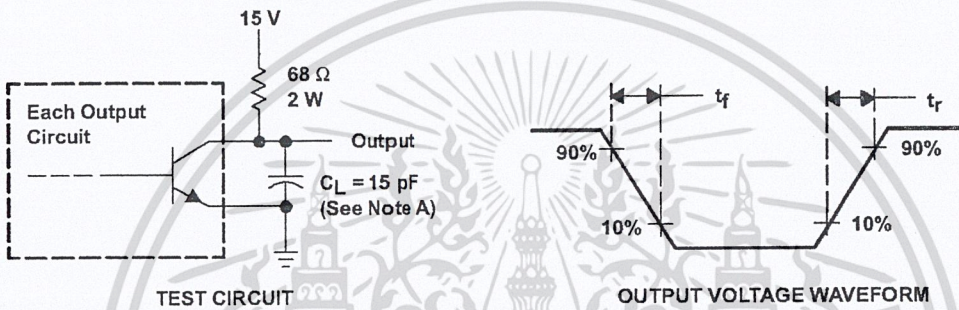 15 V
68 Ω
2 W
Each Output
Circuit
Output
C_L = 15 pF
(See Note A)
TEST CIRCUIT
t_f
t_r
90%
90%
10%
10%
OUTPUT VOLTAGE WAVEFORM